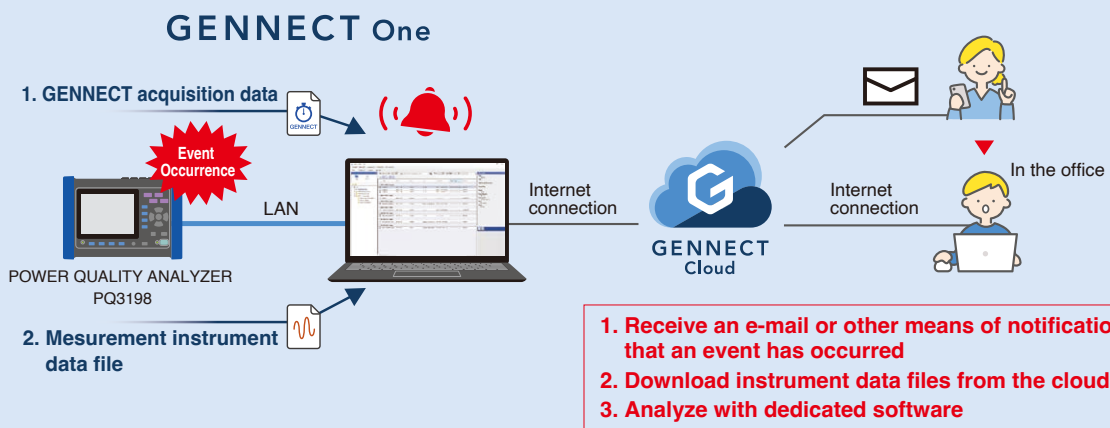 GENNECT One
1. GENNECT acquisition data
GENNECT
Event
Occurrence
LAN
POWER QUALITY ANALYZER
PQ3198
2. Mesurement instrument
data file
Internet
connection
G
GENNECT
Cloud
Internet
connection
In the office
1. Receive an e-mail or other means of notificatio
that an event has occurred
2. Download instrument data files from the cloud
3. Analyze with dedicated software